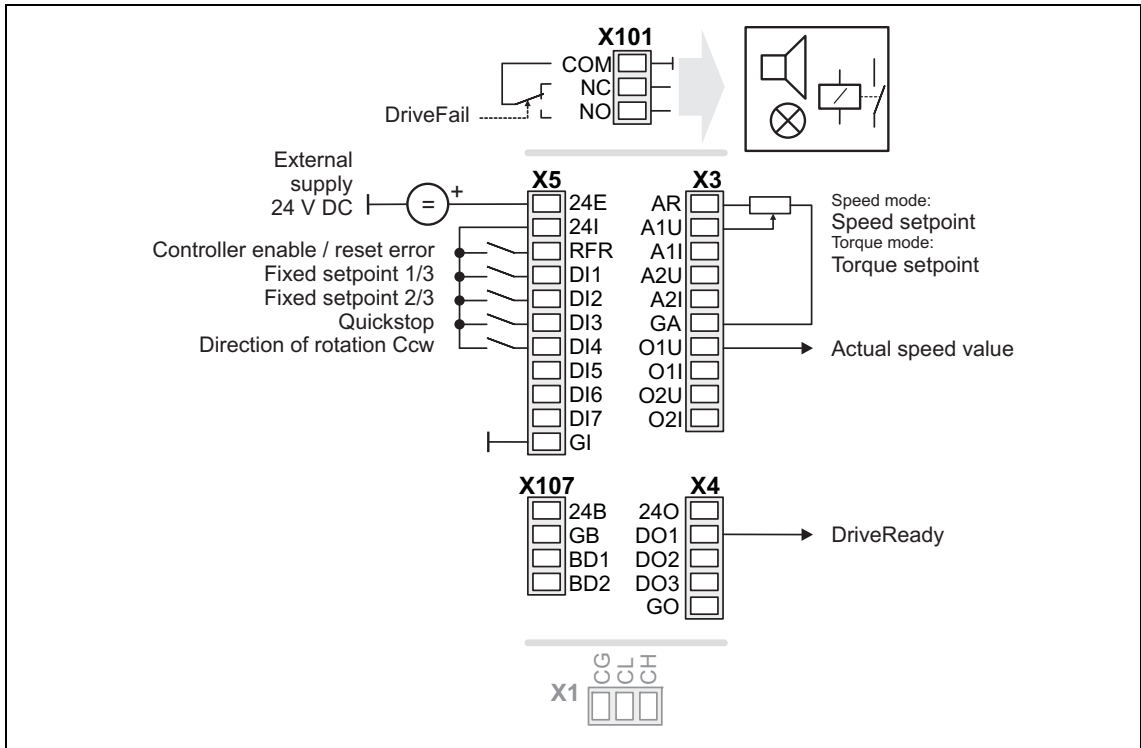 X101
COM
NC
NO
DriveFail
External
supply
24 V DC
=
+
X5
24E
24I
RFR
DI1
DI2
DI3
DI4
DI5
DI6
DI7
GI
Controller enable / reset error
Fixed setpoint 1/3
Fixed setpoint 2/3
Quickstop
Direction of rotation Ccw
X3
AR
A1U
A1I
A2U
A2I
GA
O1U
O1I
O2U
O2I
Speed mode:
Speed setpoint
Torque mode:
Torque setpoint
Actual speed value
X107
24B
GB
BD1
BD2
X4
24O
DO1
DO2
DO3
GO
DriveReady
X1
CG
CL
CH